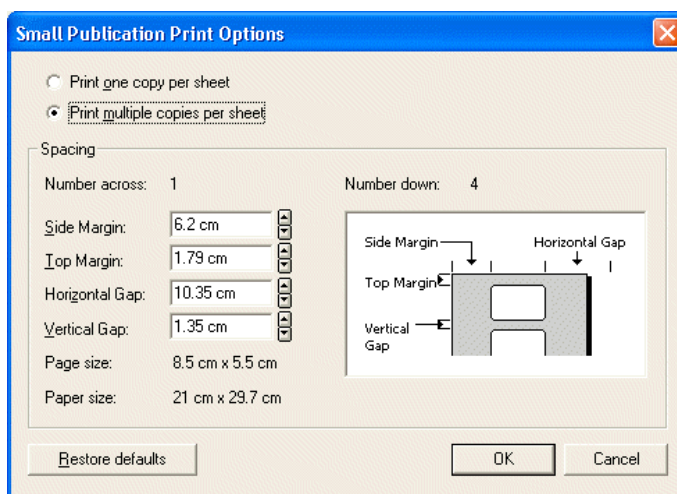 Small Publication Print Options
Print one copy per sheet
Print multiple copies per sheet
Spacing
Number across: 1
Number down: 4
Side Margin: 6.2 cm
Top Margin: 1.79 cm
Horizontal Gap: 10.35 cm
Vertical Gap: 1.35 cm
Page size: 8.5 cm x 5.5 cm
Paper size: 21 cm x 29.7 cm
Side Margin
Horizontal Gap
Top Margin
Vertical
Gap
Restore defaults
OK
Cancel